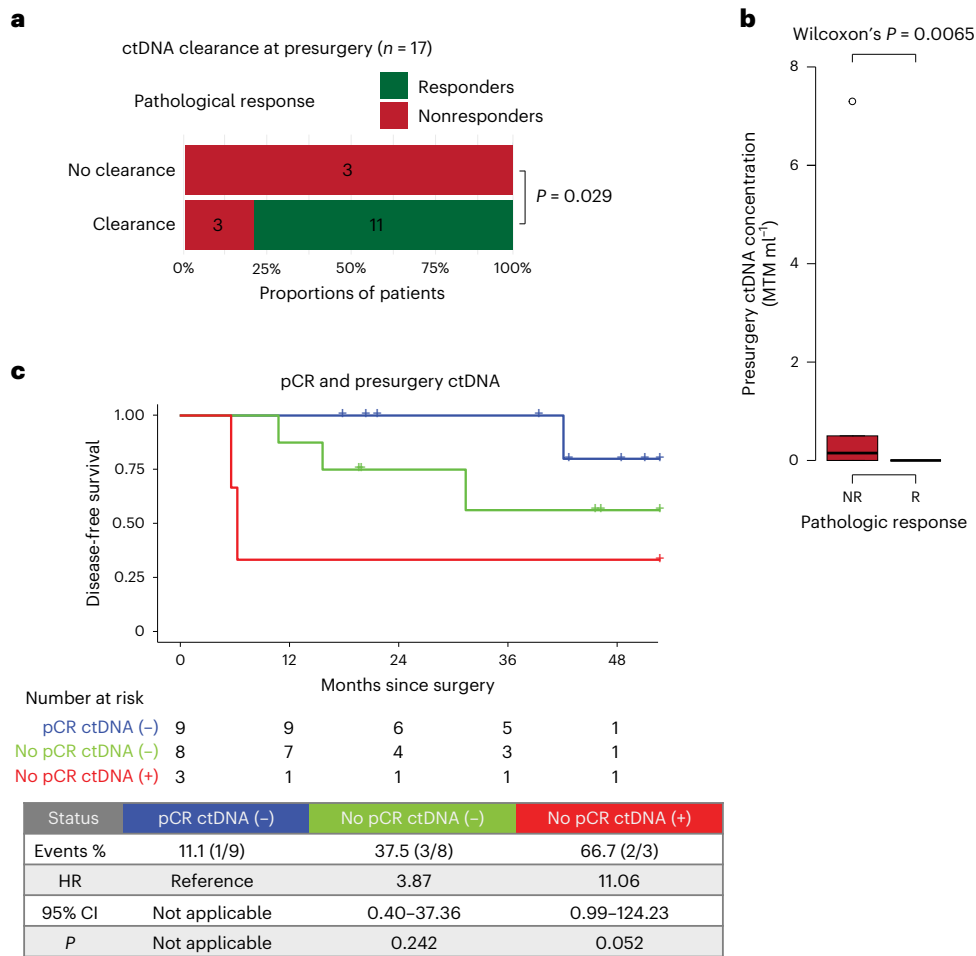 a
ctDNA clearance at presurgery (n = 17)
Pathological response
Responders
Nonresponders
No clearance
3
Clearance
3
11
P = 0.029
0%
25%
50%
75%
100%
Proportions of patients
b
Wilcoxon's P = 0.0065
Presurgery ctDNA concentration
(MTM ml⁻¹)
8
6
4
2
0
NR
R
Pathologic response
c
pCR and presurgery ctDNA
Disease-free survival
1.00
0.75
0.50
0.25
0
0
12
24
36
48
Months since surgery
Number at risk
pCR ctDNA (–) 9 9 6 5 1
No pCR ctDNA (–) 8 7 4 3 1
No pCR ctDNA (+) 3 1 1 1 1
Status pCR ctDNA (–) No pCR ctDNA (–) No pCR ctDNA (+)
Events % 11.1 (1/9) 37.5 (3/8) 66.7 (2/3)
HR Reference 3.87 11.06
95% CI Not applicable 0.40–37.36 0.99–124.23
P Not applicable 0.242 0.052